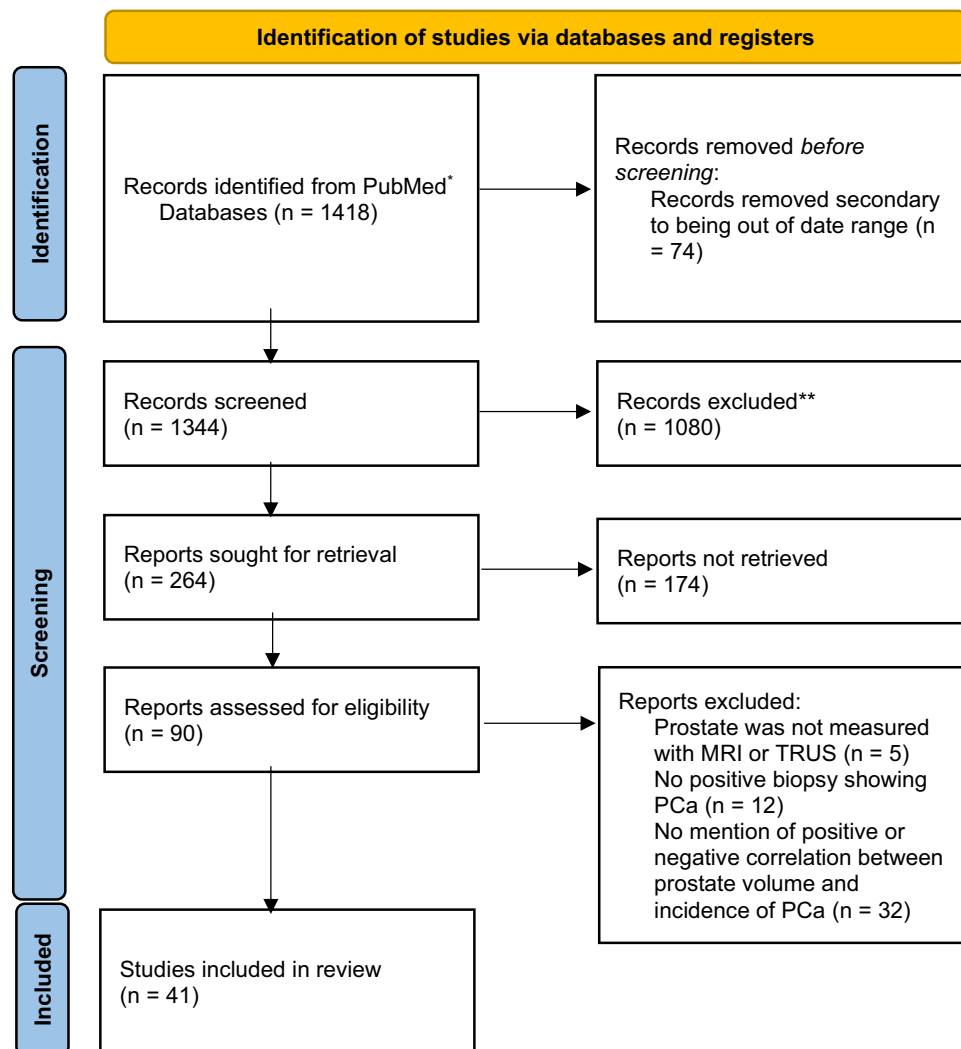 Identification of studies via databases and registers
Identification
Records identified from PubMed*
Databases (n = 1418)
Records removed before
screening:
Records removed secondary
to being out of date range (n
= 74)
Screening
Records screened
(n = 1344)
Records excluded**
(n = 1080)
Reports sought for retrieval
(n = 264)
Reports not retrieved
(n = 174)
Reports assessed for eligibility
(n = 90)
Reports excluded:
Prostate was not measured
with MRI or TRUS (n = 5)
No positive biopsy showing
PCa (n = 12)
No mention of positive or
negative correlation between
prostate volume and
incidence of PCa (n = 32)
Included
Studies included in review
(n = 41)